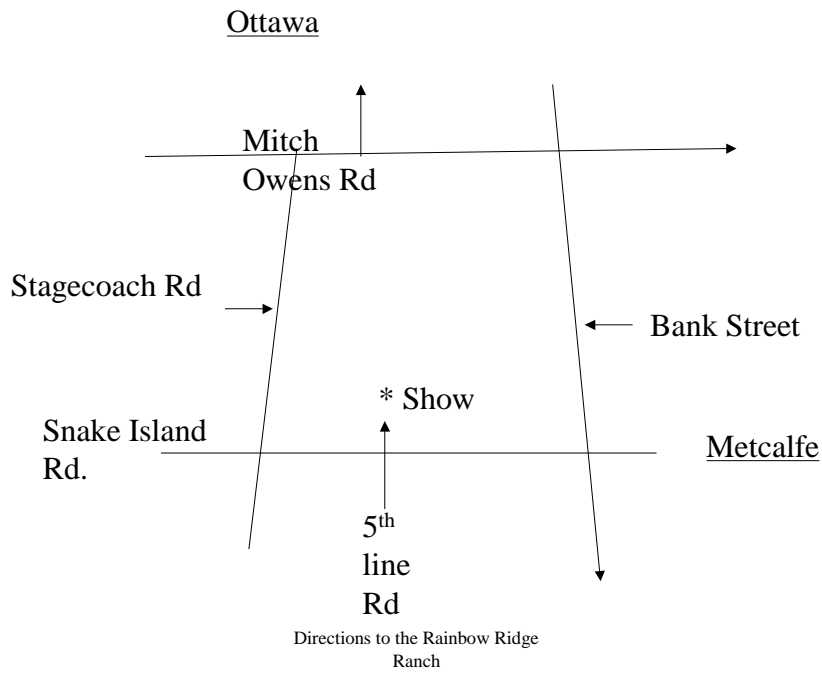 Ottawa
Mitch
Owens Rd
Stagecoach Rd
Bank Street
* Show
Snake Island
Rd.
Metcalfe
5th
line
Rd
Directions to the Rainbow Ridge
Ranch